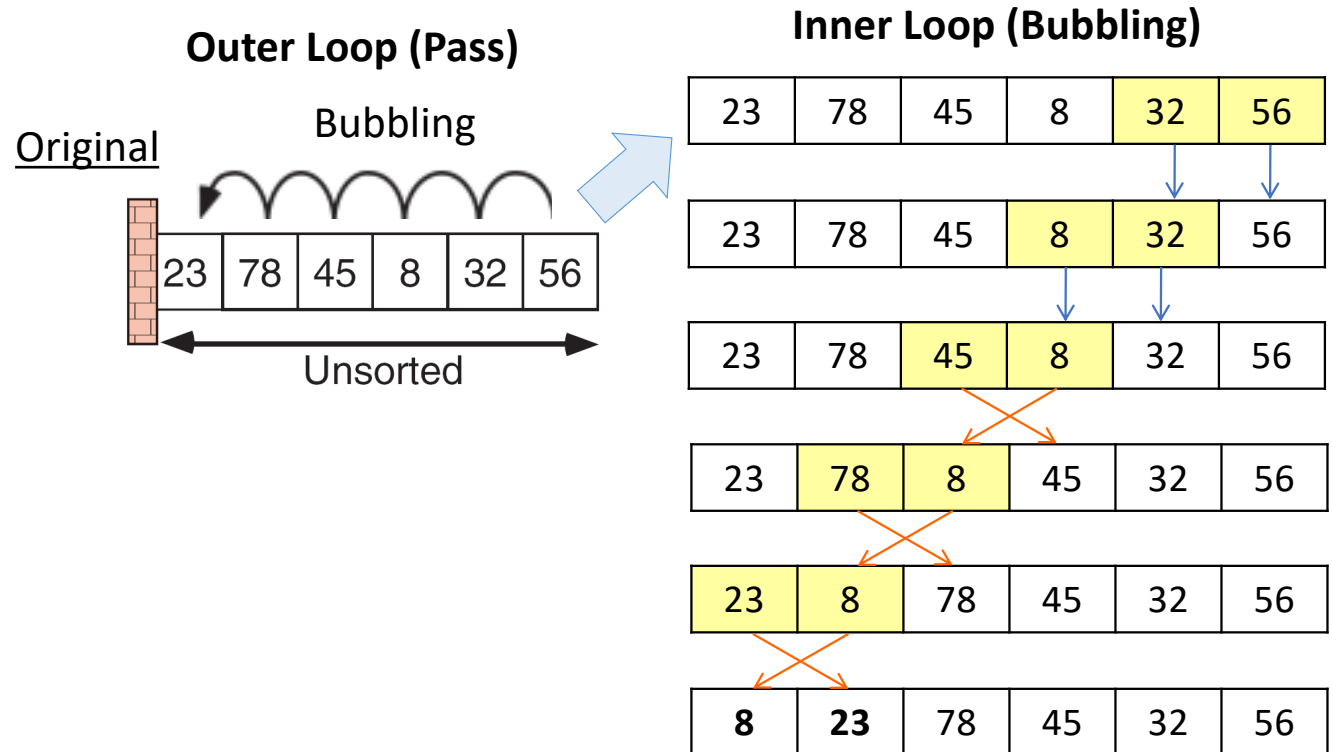 Outer Loop (Pass)
Original
Bubbling
23 78 45 8 32 56
Unsorted
Inner Loop (Bubbling)
23 78 45 8 32 56
23 78 45 8 32 56
23 78 45 8 32 56
23 78 8 45 32 56
23 8 78 45 32 56
8 23 78 45 32 56